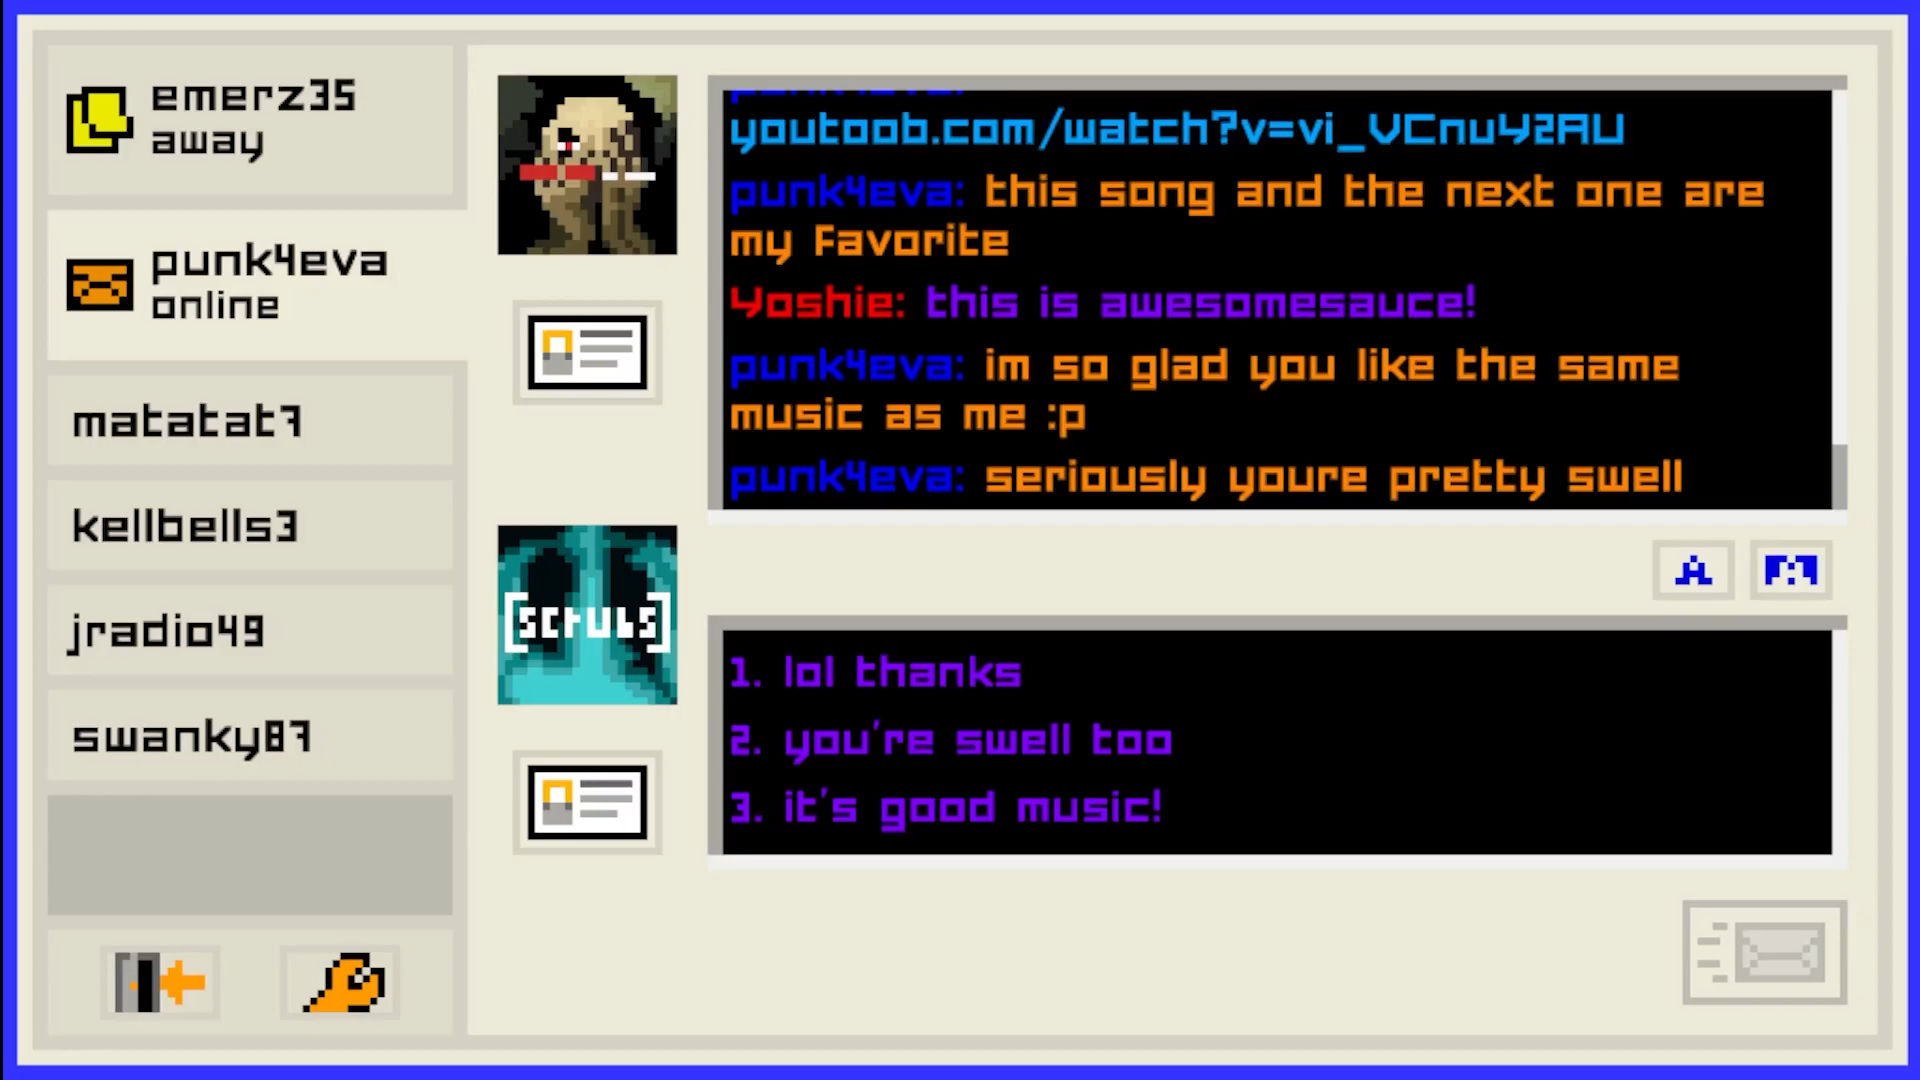 emerz35
away
punk4eva
online
matatat7
kellbells3
jradio49
swanky87
youtoob.com/watch?v=vi_VCnuY2AU
punk4eva: this song and the next one are
my Favorite
Yoshie: this is awesomesauce!
punk4eva: im so glad you like the same
music as me :p
punk4eva: seriously youre pretty swell
[scrubs]
A
1. lol thanks
2. you're swell too
3. it's good music!